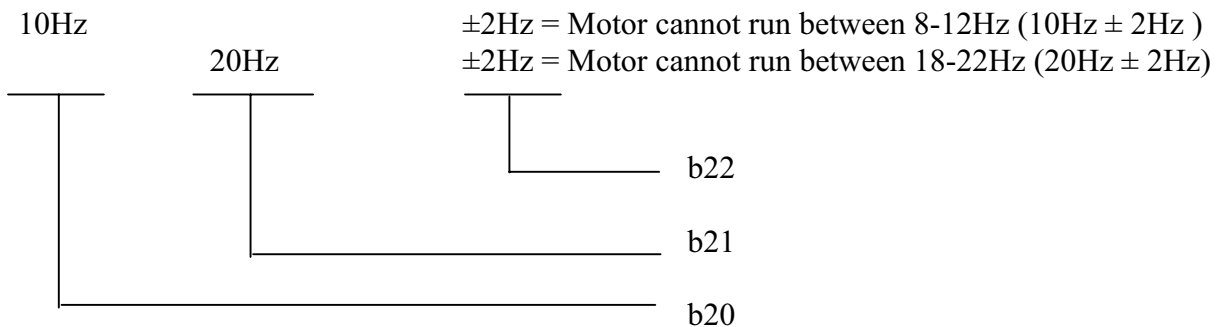 10Hz ±2Hz = Motor cannot run between 8-12Hz (10Hz ± 2Hz )
20Hz ±2Hz = Motor cannot run between 18-22Hz (20Hz ± 2Hz)
b22
b21
b20